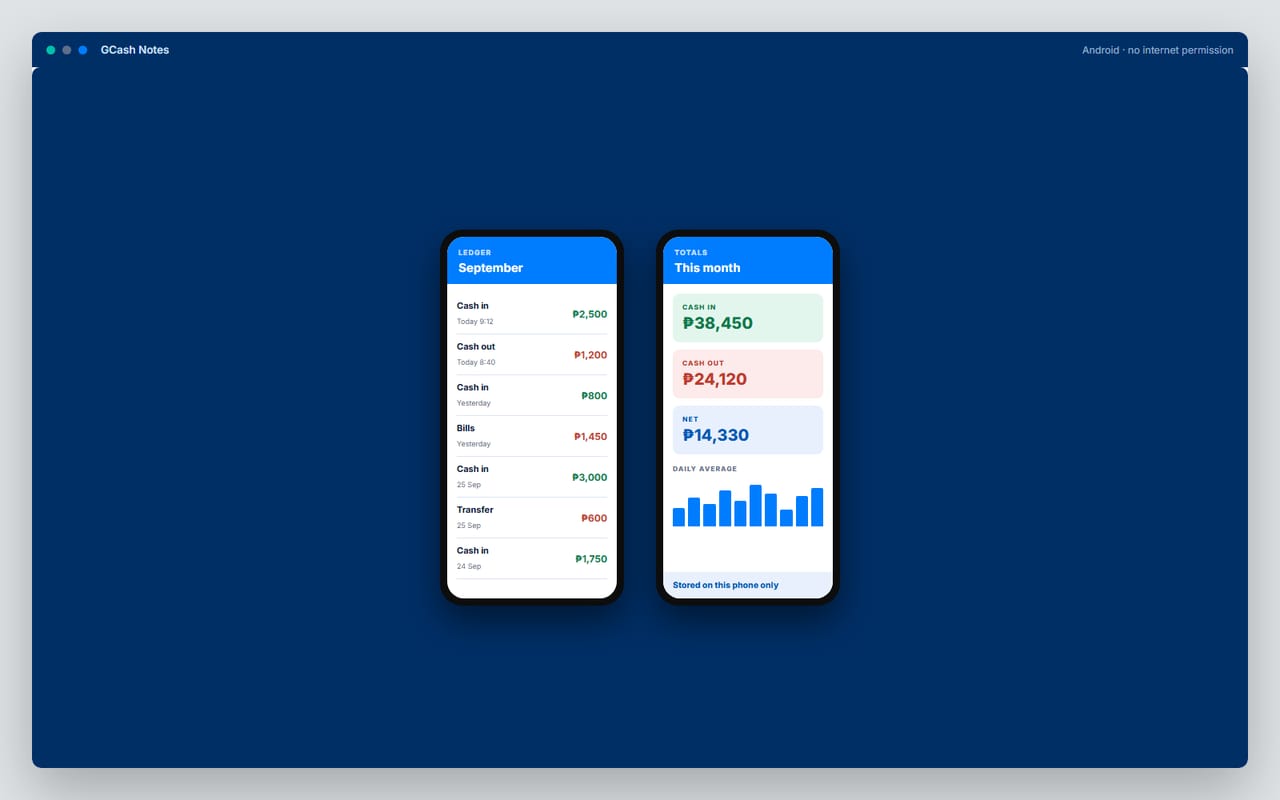 GCash Notes
Android · no internet permission
LEDGER
September
Cash in
Today 9:12
₱2,500
Cash out
Today 8:40
₱1,200
Cash in
Yesterday
₱800
Bills
Yesterday
₱1,450
Cash in
25 Sep
₱3,000
Transfer
25 Sep
₱600
Cash in
24 Sep
₱1,750
TOTALS
This month
CASH IN
₱38,450
CASH OUT
₱24,120
NET
₱14,330
DAILY AVERAGE
Stored on this phone only